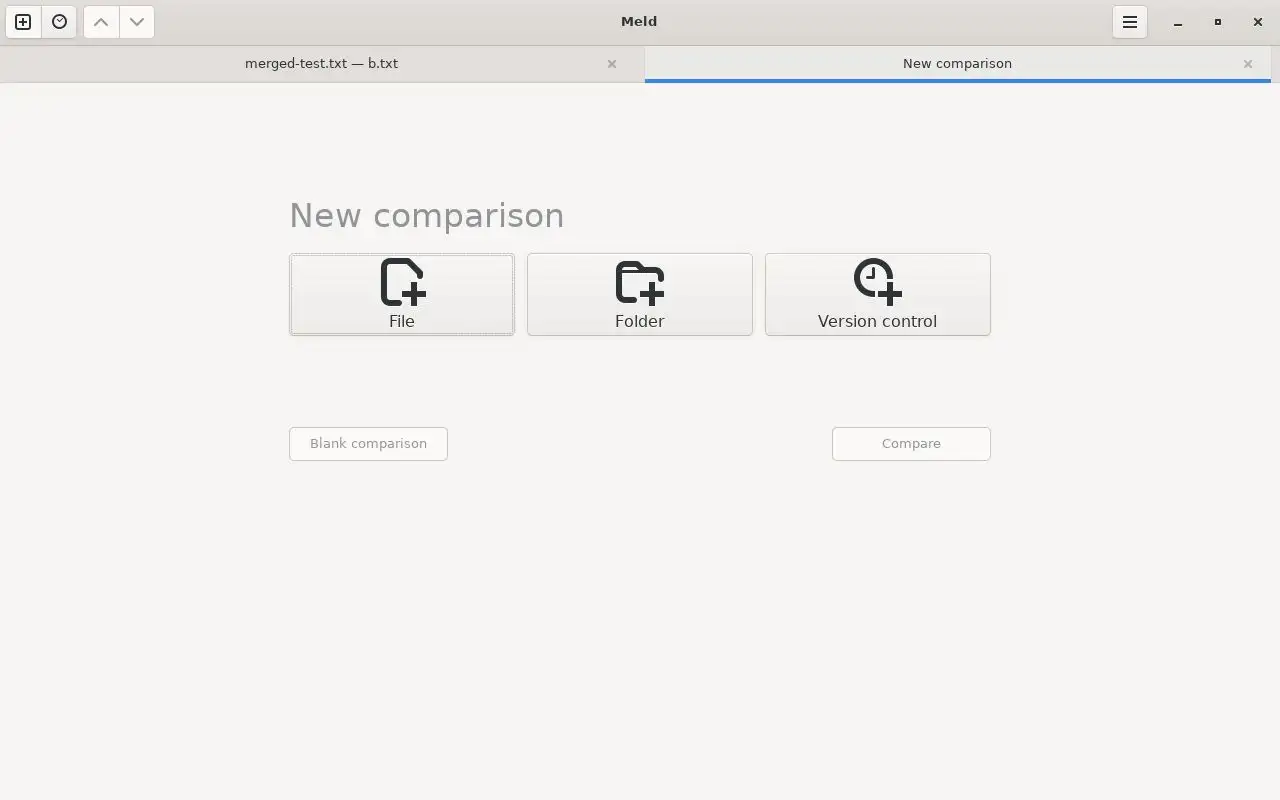 Meld
merged-test.txt — b.txt
New comparison
New comparison
File
Folder
Version control
Blank comparison
Compare